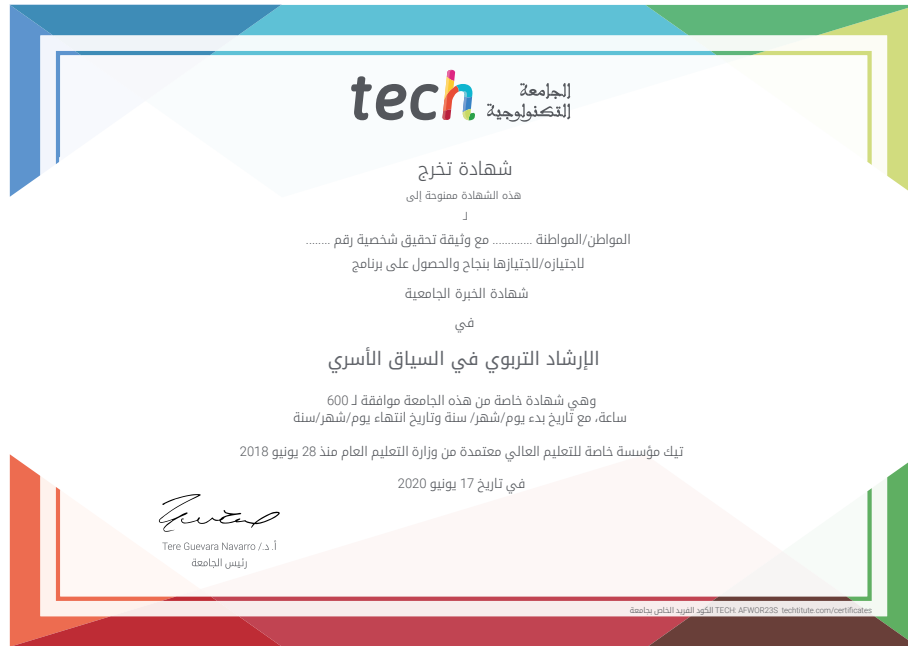 tech الجامعة
التكنولوجية
شهادة تخرج
هذه الشهادة ممنوحة إلى
لـ
المواطن/المواطنة ............ مع وثيقة تحقيق شخصية رقم ........
لاجتيازه/لاجتيازها بنجاح والحصول على برنامج
شهادة الخبرة الجامعية
في
الإرشاد التربوي في السياق الأسري
وهي شهادة خاصة من هذه الجامعة موافقة لـ 600
ساعة، مع تاريخ بدء يوم/شهر/ سنة وتاريخ انتهاء يوم/شهر/سنة
تيك مؤسسة خاصة للتعليم العالي معتمدة من وزارة التعليم العام منذ 28 يونيو 2018
في تاريخ 17 يونيو 2020
أ. د./ Tere Guevara Navarro
رئيس الجامعة
الكود الفريد الخاص بجامعة TECH: AFWOR23S techtitute.com/certificates